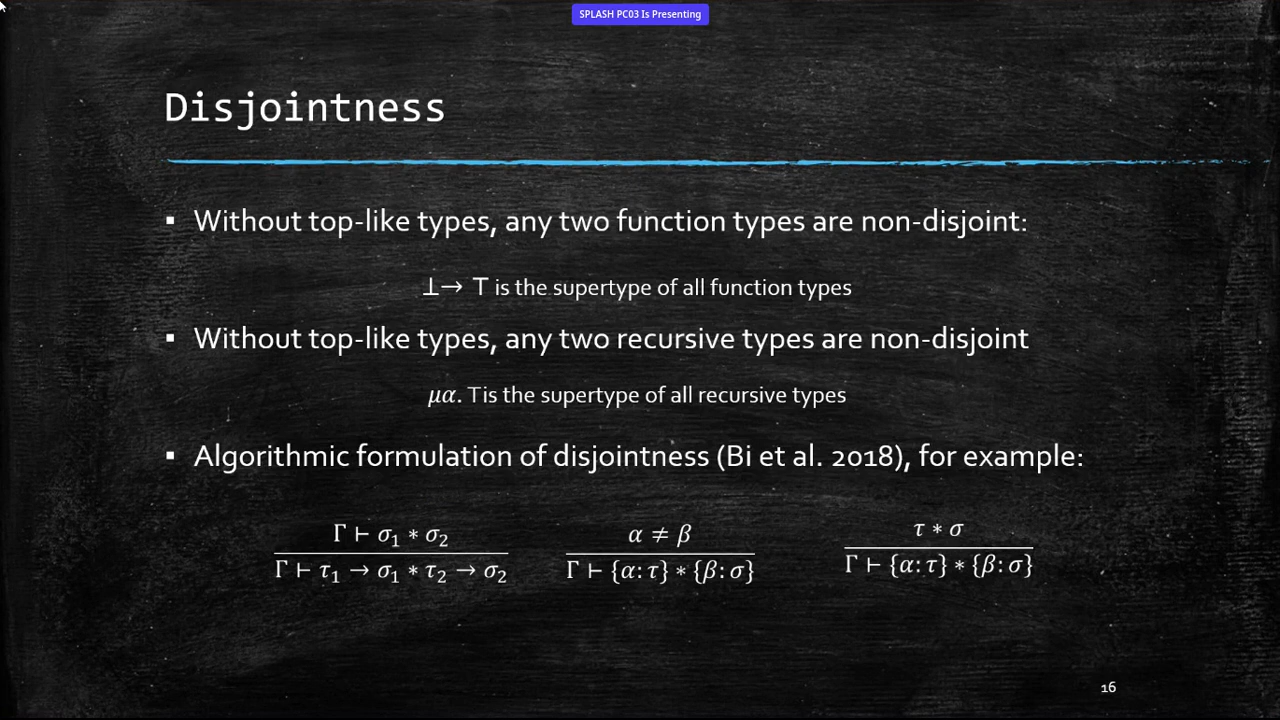 SPLASH PC03 Is Presenting
Disjointness
▪ Without top-like types, any two function types are non-disjoint:
⊥→ ⊤ is the supertype of all function types
▪ Without top-like types, any two recursive types are non-disjoint
μα. ⊤is the supertype of all recursive types
▪ Algorithmic formulation of disjointness (Bi et al. 2018), for example:
Γ ⊢ σ₁ ∗ σ₂
Γ ⊢ τ₁ → σ₁ ∗ τ₂ → σ₂
α ≠ β
Γ ⊢ {α: τ} ∗ {β: σ}
τ ∗ σ
Γ ⊢ {α: τ} ∗ {β: σ}
16